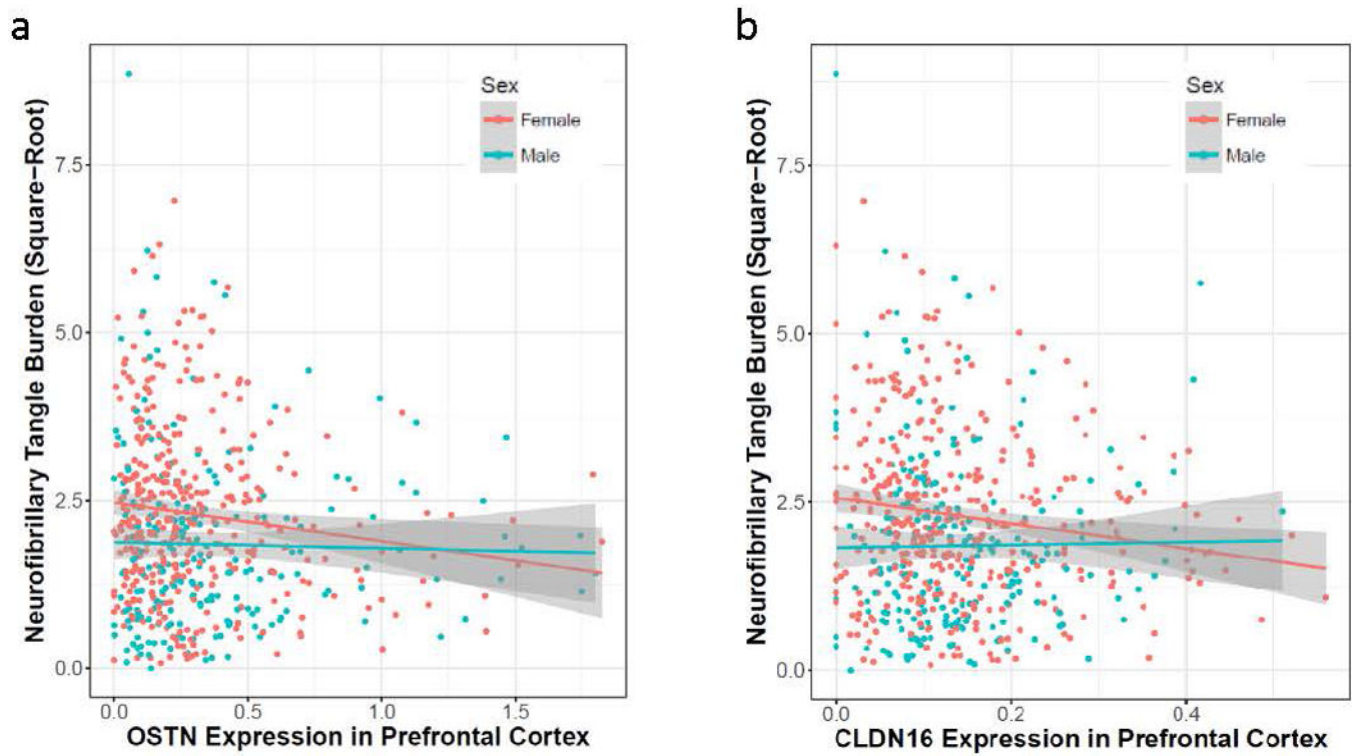 a
Neurofibrillary Tangle Burden (Square-Root)
7.5
5.0
2.5
0.0
Sex
Female
Male
0.0 0.5 1.0 1.5
OSTN Expression in Prefrontal Cortex
b
Neurofibrillary Tangle Burden (Square-Root)
7.5
5.0
2.5
0.0
Sex
Female
Male
0.0 0.2 0.4
CLDN16 Expression in Prefrontal Cortex